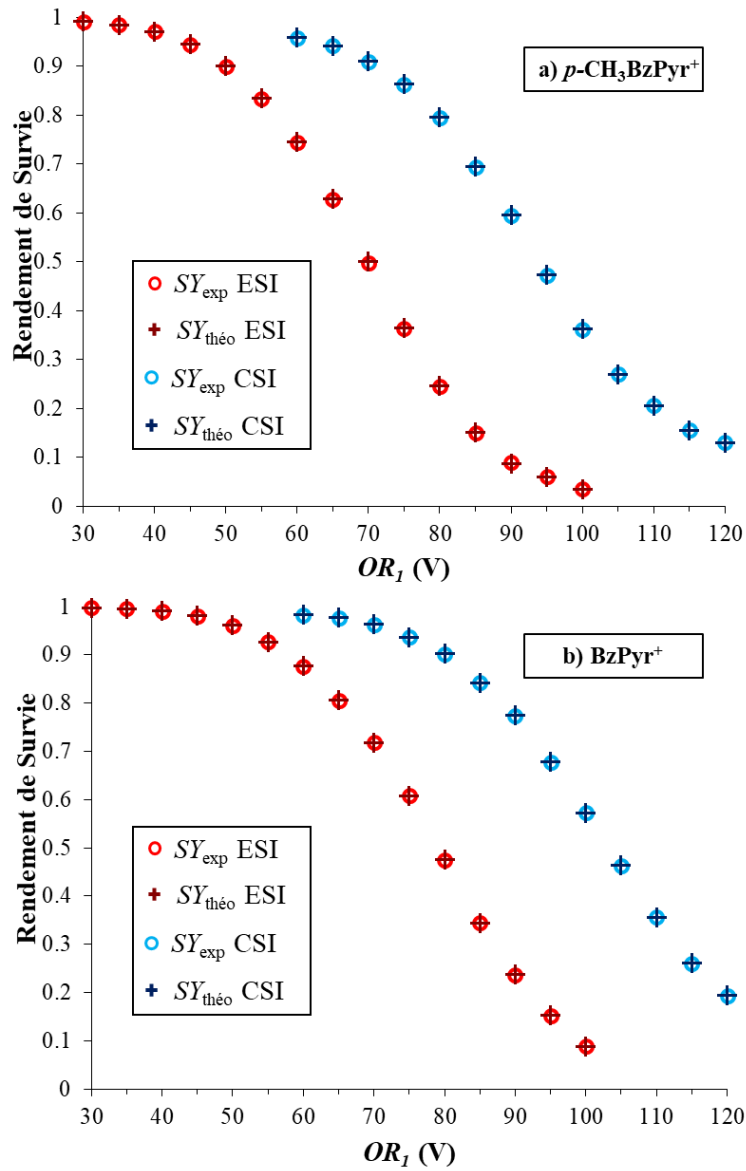 a) p-CH₃BzPyr⁺
Rendement de Survie
1
0.9
0.8
0.7
0.6
0.5
0.4
0.3
0.2
0.1
0
SYexp ESI
SYthéo ESI
SYexp CSI
SYthéo CSI
30 40 50 60 70 80 90 100 110 120
OR₁ (V)
b) BzPyr⁺
Rendement de Survie
1
0.9
0.8
0.7
0.6
0.5
0.4
0.3
0.2
0.1
0
SYexp ESI
SYthéo ESI
SYexp CSI
SYthéo CSI
30 40 50 60 70 80 90 100 110 120
OR₁ (V)